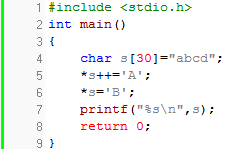 1 #include <stdio.h>
2 int main()
3 {
4     char s[30]="abcd";
5     *s++='A';
6     *s='B';
7     printf("%s\n",s);
8     return 0;
9 }